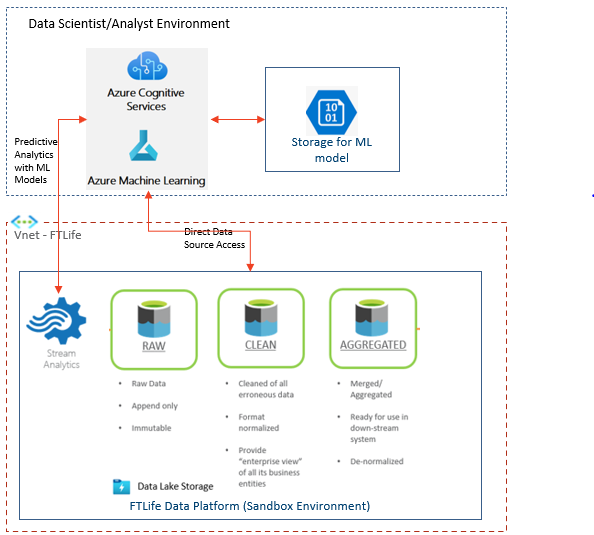 Data Scientist/Analyst Environment
Azure Cognitive
Services
Azure Machine Learning
10
01
Storage for ML
model
Predictive
Analytics
with ML
Models
Direct Data
Source Access
Vnet - FTLife
Stream
Analytics
RAW
CLEAN
AGGREGATED
• Raw Data
• Append only
• Immutable
• Cleaned of all
erroneous data
• Format
normalized
• Provide
"enterprise view"
of all its business
entities
• Merged/
Aggregated
• Ready for use in
down-stream
system
• De-normalized
Data Lake Storage
FTLife Data Platform (Sandbox Environment)